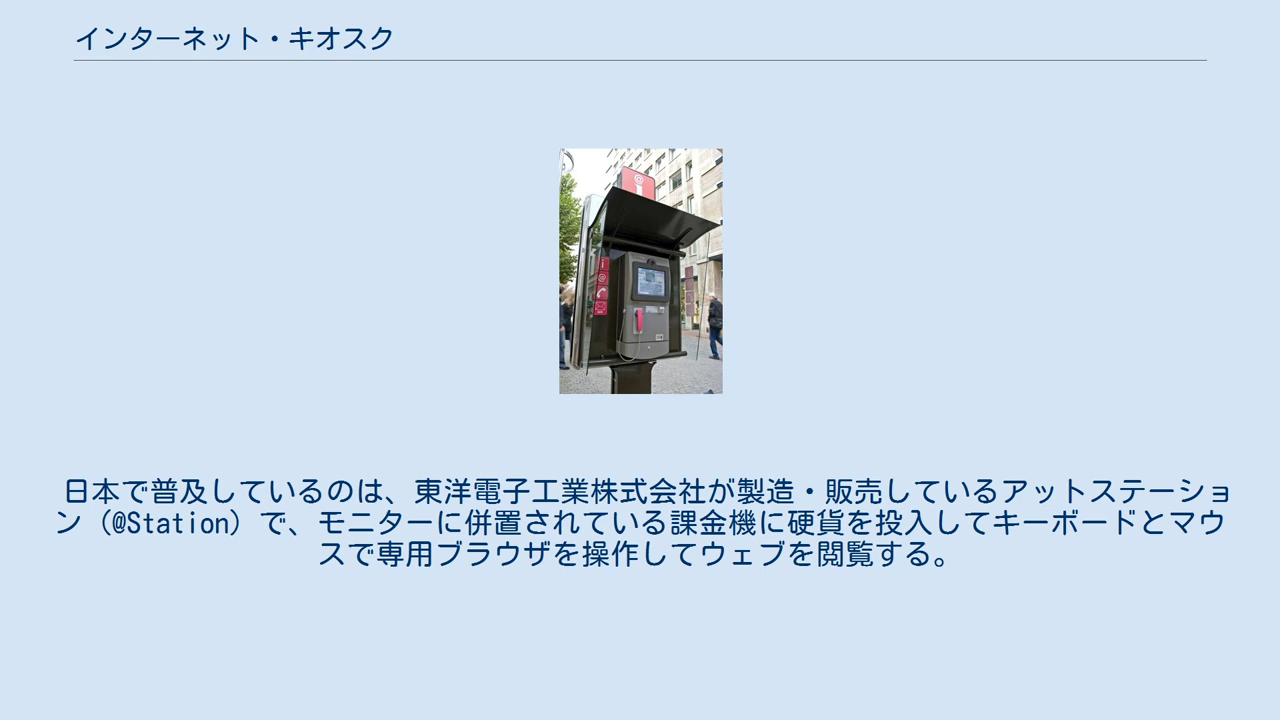 インターネット・キオスク
@
i
i
@
日本で普及しているのは、東洋電子工業株式会社が製造・販売しているアットステーショ
ン（@Station）で、モニターに併置されている課金機に硬貨を投入してキーボードとマウ
スで専用ブラウザを操作してウェブを閲覧する。